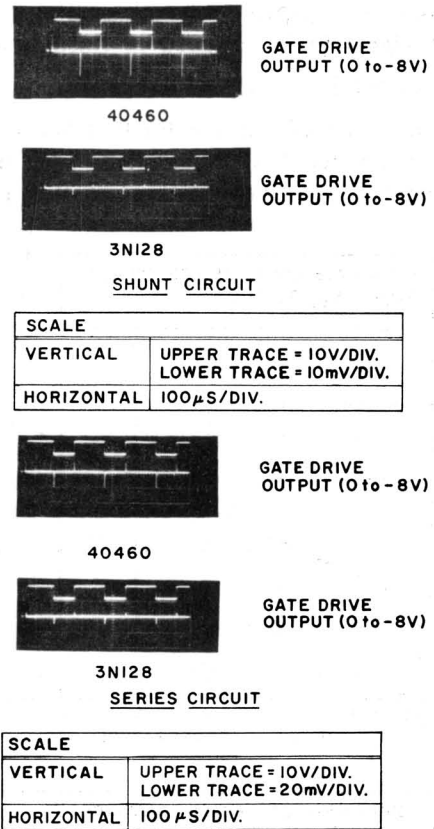 GATE DRIVE
OUTPUT (0 to -8V)
40460
GATE DRIVE
OUTPUT (0 to -8V)
3N128
SHUNT CIRCUIT
SCALE
VERTICAL UPPER TRACE = 10V/DIV.
LOWER TRACE = 10mV/DIV.
HORIZONTAL 100μS/DIV.
GATE DRIVE
OUTPUT (0 to -8V)
40460
GATE DRIVE
OUTPUT (0 to -8V)
3N128
SERIES CIRCUIT
SCALE
VERTICAL UPPER TRACE = 10V/DIV.
LOWER TRACE = 20mV/DIV.
HORIZONTAL 100μS/DIV.